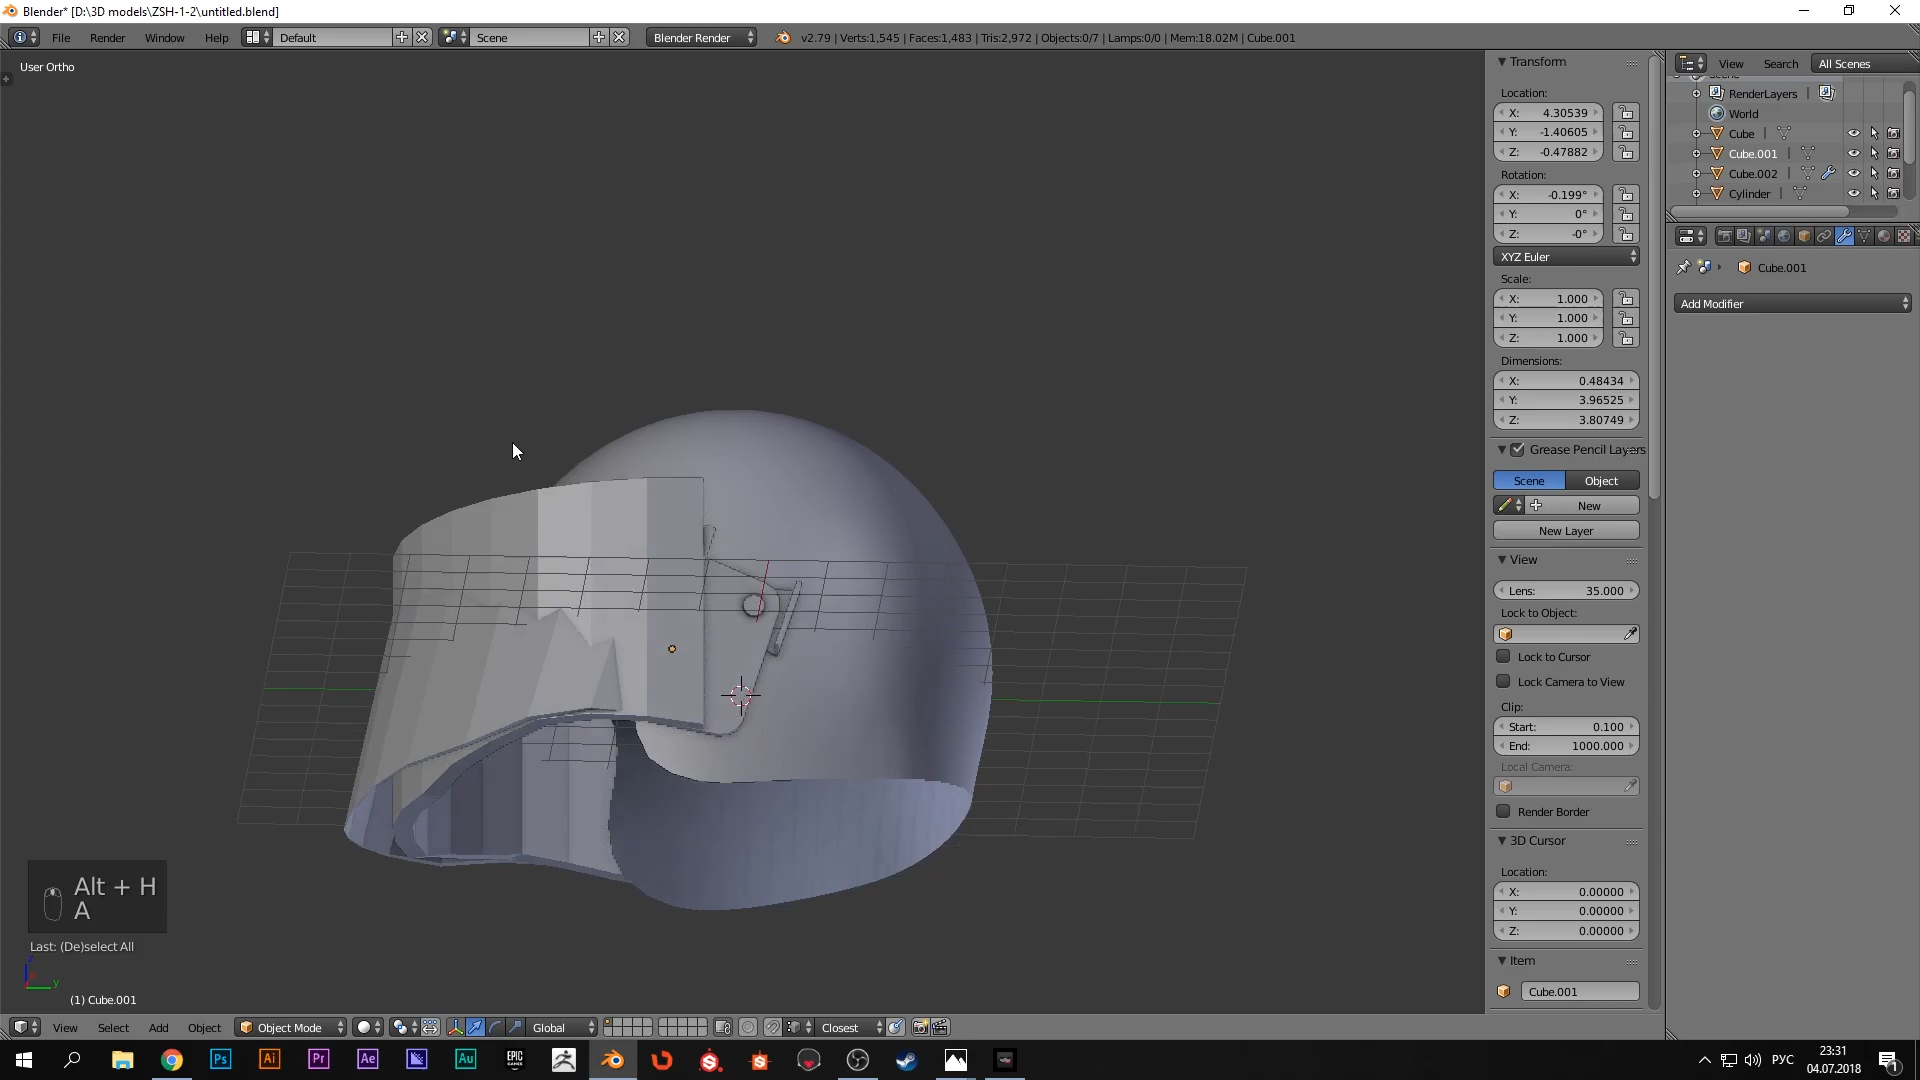 Blender* [D:\3D models\ZSH-1-2\untitled.blend]
File Render Window Help Default Scene Blender Render v2.79 | Verts:1,545 | Faces:1,483 | Tris:2,972 | Objects:0/7 | Lamps:0/0 | Mem:18.02M | Cube.001
User Ortho
Transform
Location:
X: 4.30539
Y: -1.40605
Z: -0.47882
Rotation:
X: -0.199°
Y: 0°
Z: -0°
XYZ Euler
Scale:
X: 1.000
Y: 1.000
Z: 1.000
Dimensions:
X: 0.48434
Y: 3.96525
Z: 3.80749
Grease Pencil Layers
Scene Object
New
New Layer
View
Lens: 35.000
Lock to Object:
Lock to Cursor
Lock Camera to View
Clip:
Start: 0.100
End: 1000.000
Local Camera:
Render Border
3D Cursor
Location:
X: 0.00000
Y: 0.00000
Z: 0.00000
Item
Cube.001
View Search All Scenes
RenderLayers |
World
Cube |
Cube.001 |
Cube.002 |
Cylinder |
Cube.001
Add Modifier
Alt + H
A
Last: (De)select All
z
y
(1) Cube.001
View Select Add Object Object Mode Global Closest
Ps Ai Pr Ae Au EPIC GAMES
РУС
23:31
04.07.2018
1